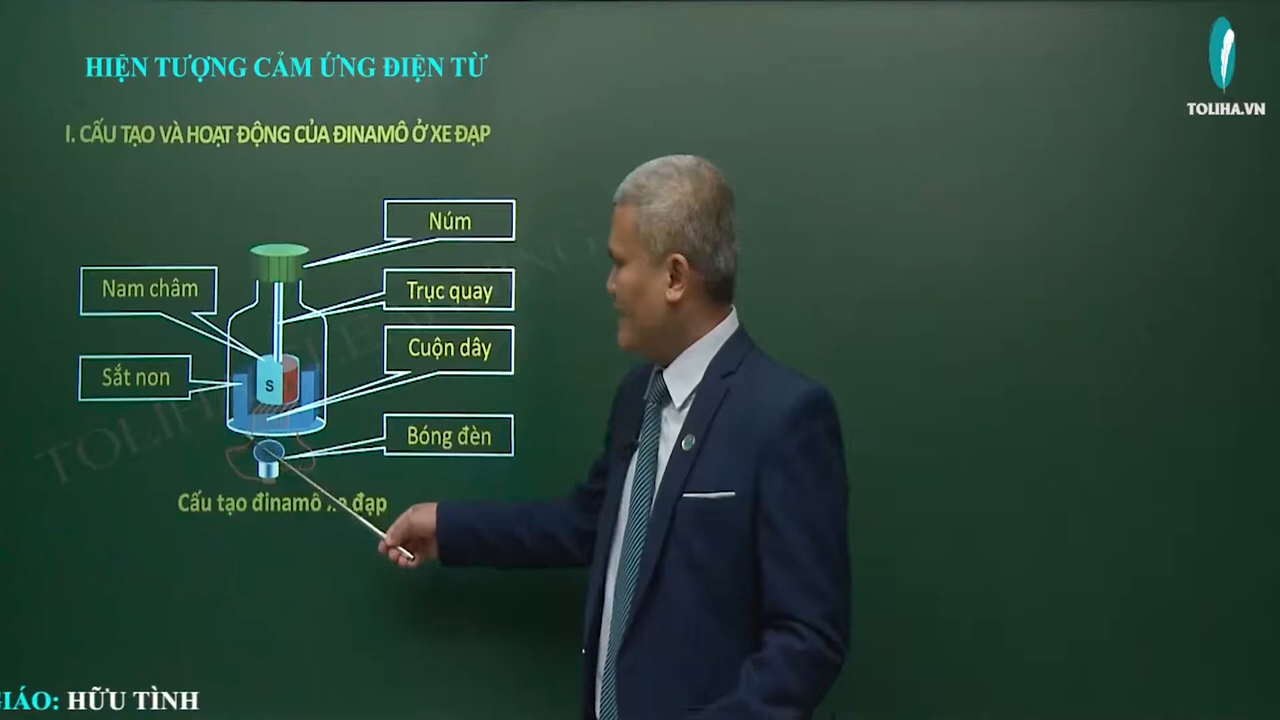 HIỆN TƯỢNG CẢM ỨNG ĐIỆN TỪ
TOLIHA.VN
I. CẤU TẠO VÀ HOẠT ĐỘNG CỦA ĐINAMÔ Ở XE ĐẠP
Núm
Nam châm
Trục quay
Cuộn dây
Sắt non
S
Bóng đèn
Cấu tạo đinamô xe đạp
GIÁO: HỮU TÌNH